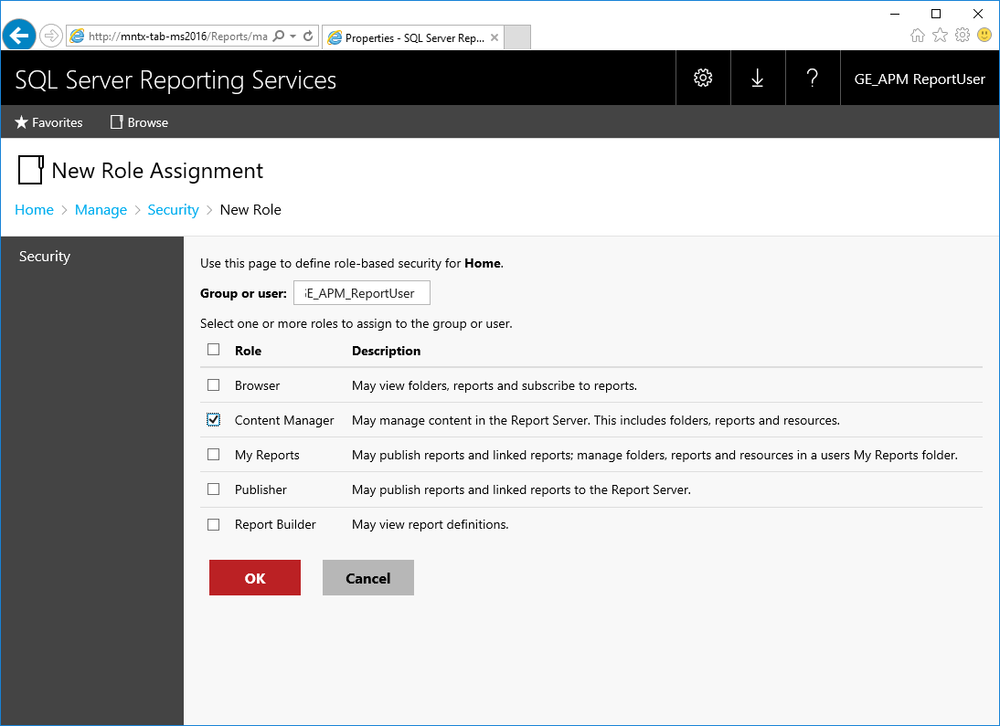 http://mntx-tab-ms2016/Reports/ma
Properties - SQL Server Rep...
SQL Server Reporting Services
?
GE_APM ReportUser
Favorites
Browse
New Role Assignment
Home > Manage > Security > New Role
Security
Use this page to define role-based security for Home.
Group or user: GE_APM_ReportUser
Select one or more roles to assign to the group or user.
Role Description
Browser May view folders, reports and subscribe to reports.
Content Manager May manage content in the Report Server. This includes folders, reports and resources.
My Reports May publish reports and linked reports; manage folders, reports and resources in a users My Reports folder.
Publisher May publish reports and linked reports to the Report Server.
Report Builder May view report definitions.
OK Cancel